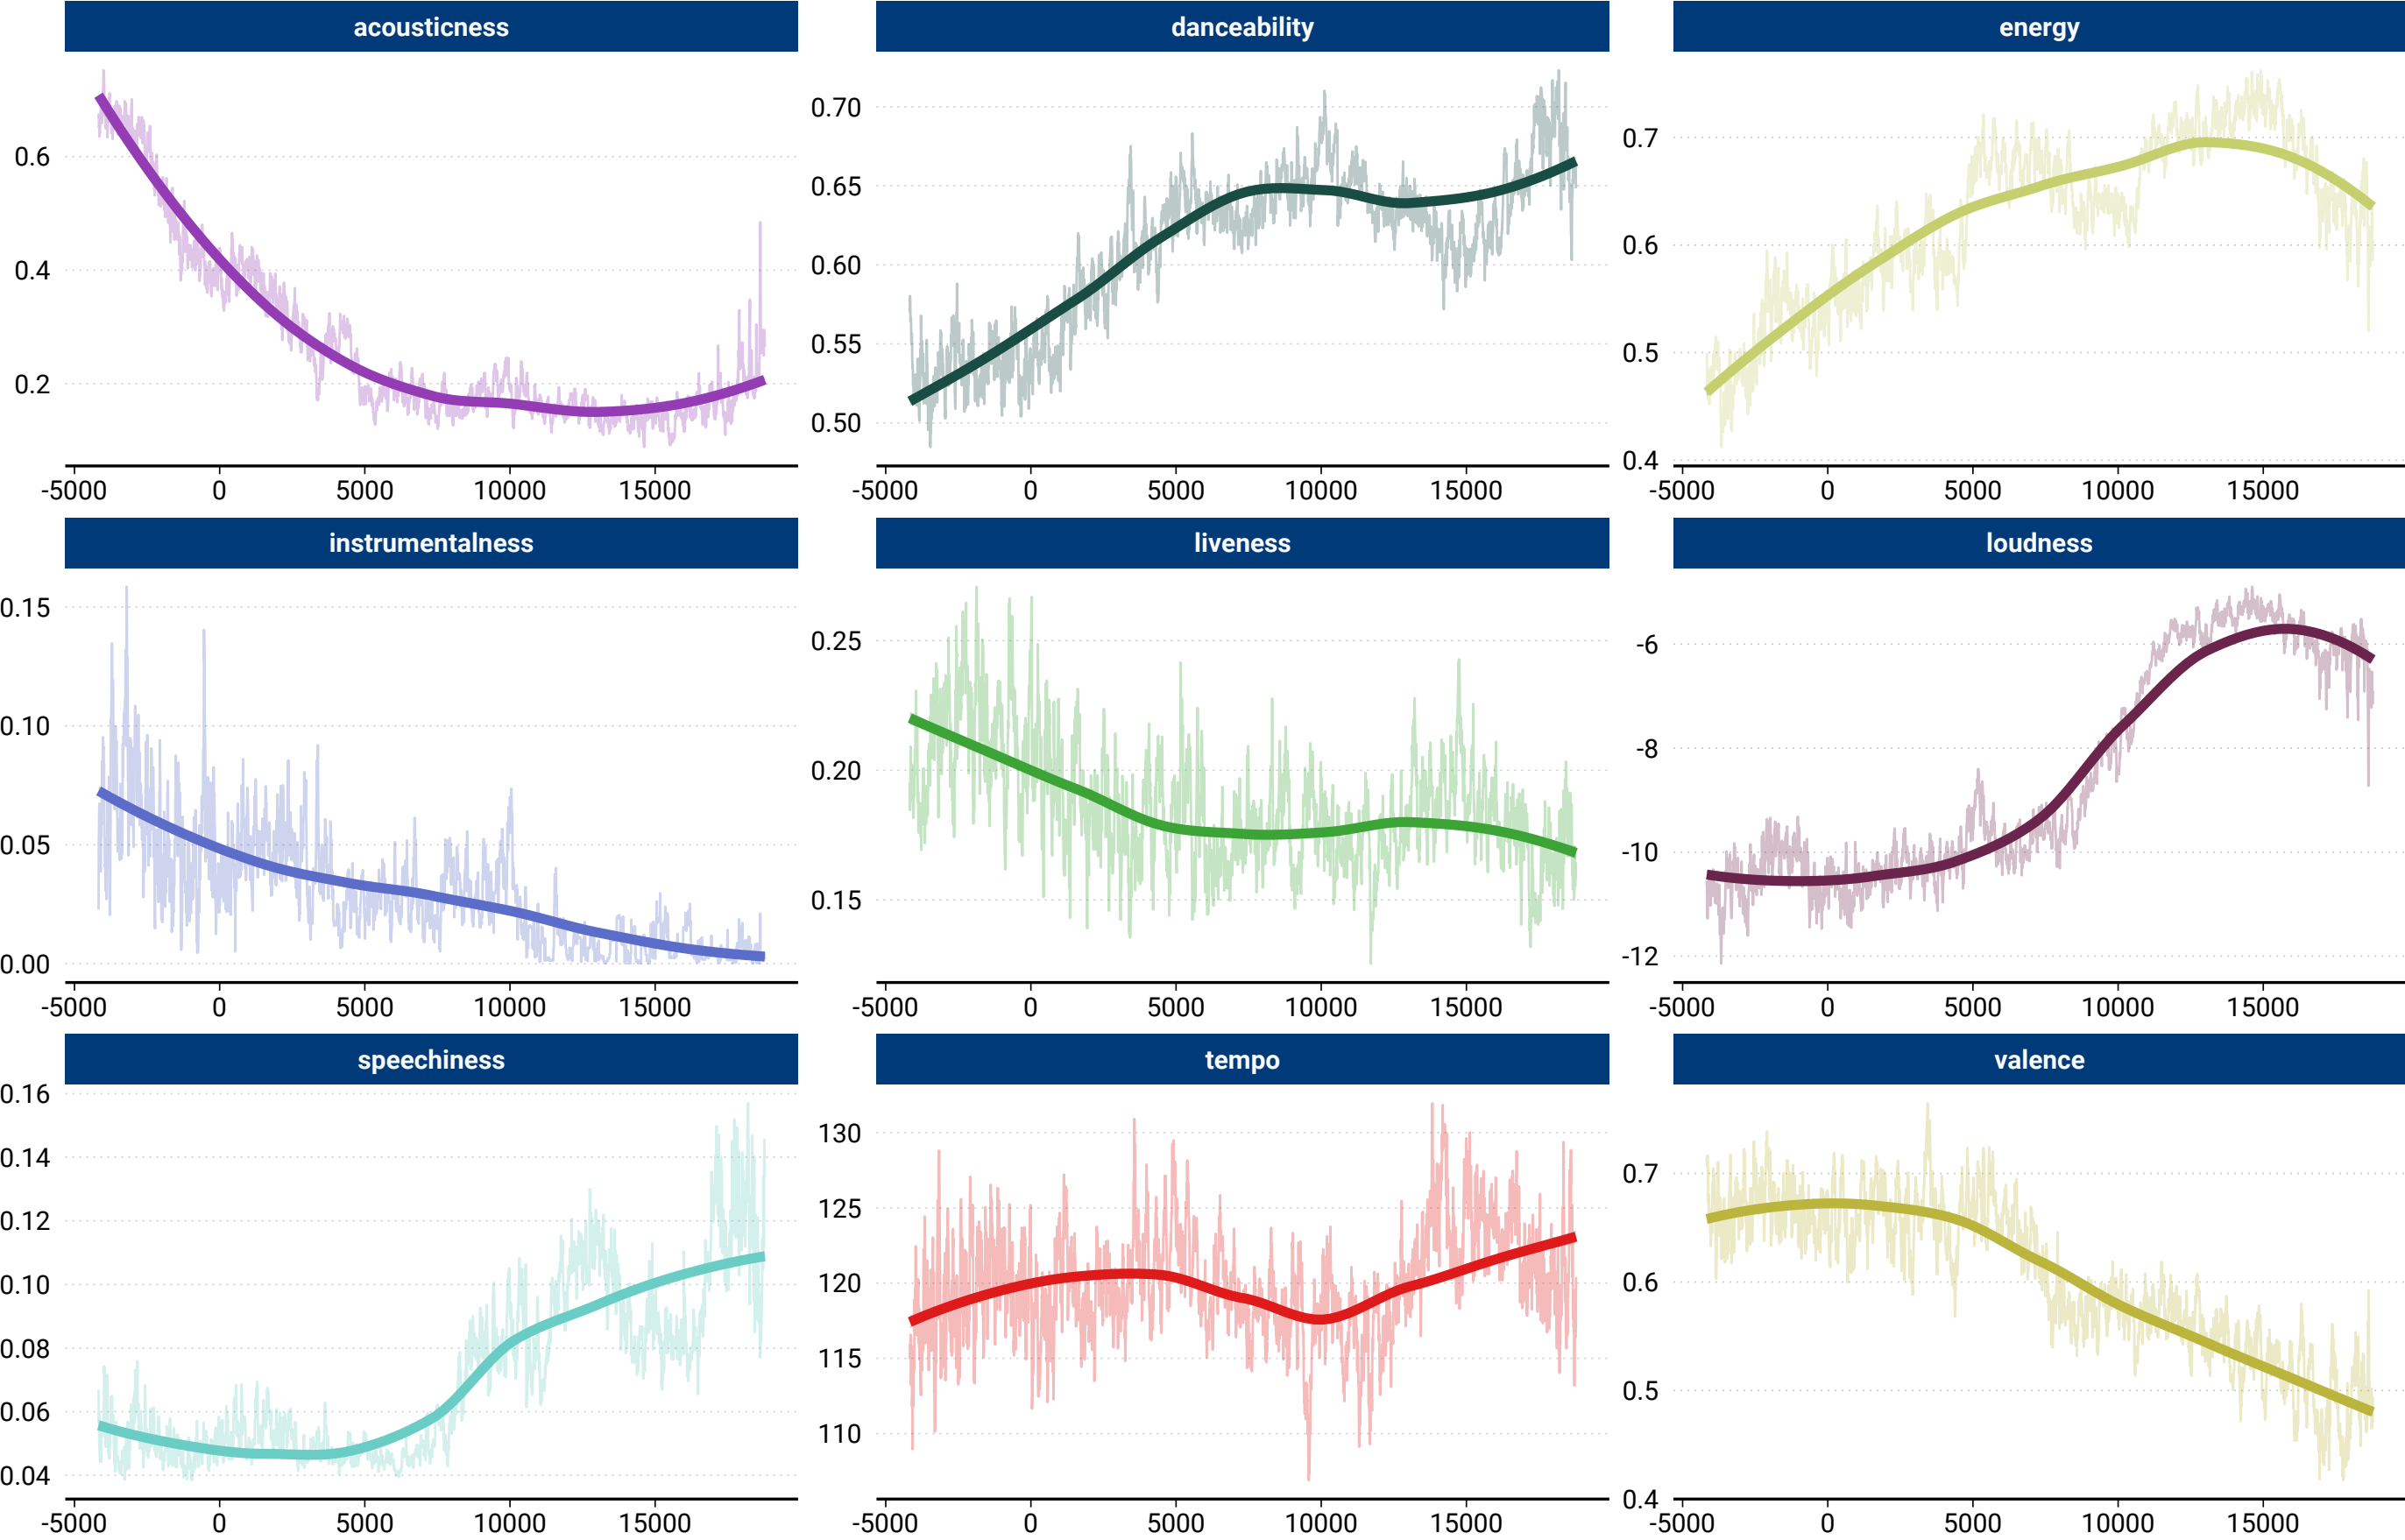 acousticness danceability energy
0.6 0.4 0.2
0.70 0.65 0.60 0.55 0.50
0.7 0.6 0.5 0.4
-5000 0 5000 10000 15000 -5000 0 5000 10000 15000 -5000 0 5000 10000 15000
instrumentalness liveness loudness
0.15 0.10 0.05 0.00
0.25 0.20 0.15
-6 -8 -10 -12
-5000 0 5000 10000 15000 -5000 0 5000 10000 15000 -5000 0 5000 10000 15000
speechiness tempo valence
0.16 0.14 0.12 0.10 0.08 0.06 0.04
130 125 120 115 110
0.7 0.6 0.5 0.4
-5000 0 5000 10000 15000 -5000 0 5000 10000 15000 -5000 0 5000 10000 15000